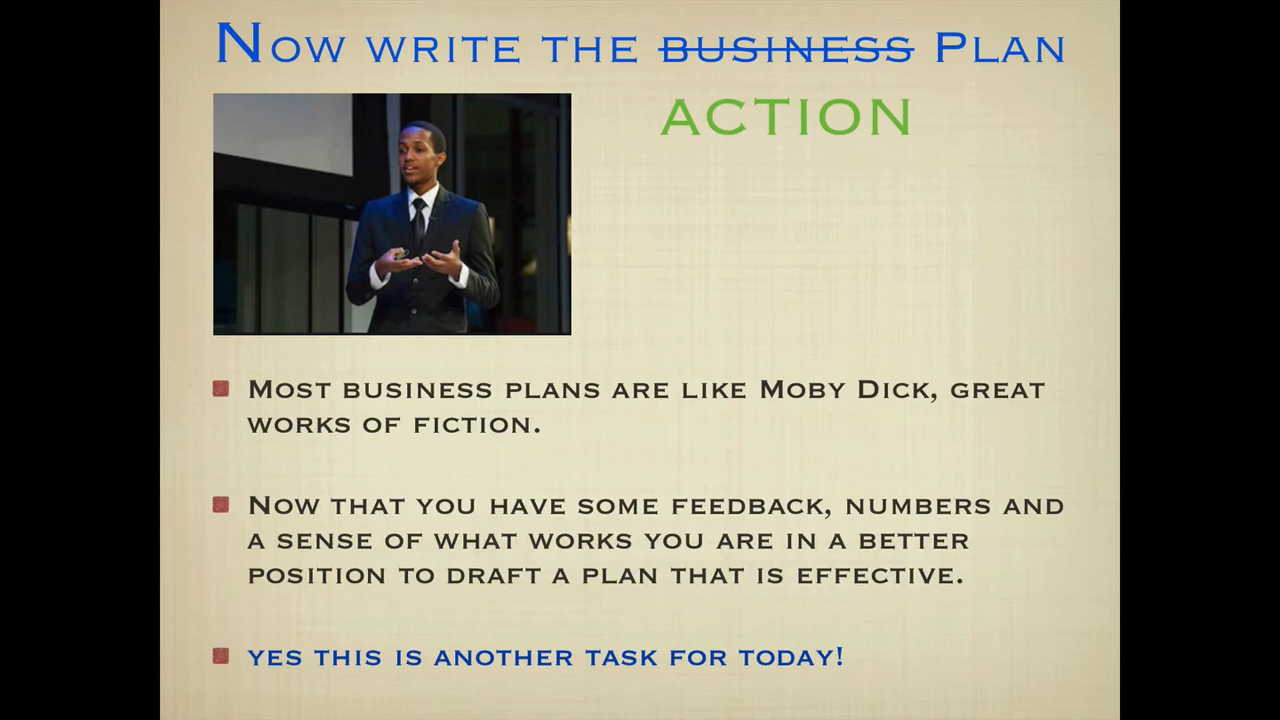 Now write the business Plan
ACTION
Most business plans are like Moby Dick, great
works of fiction.
Now that you have some feedback, numbers and
a sense of what works you are in a better
position to draft a plan that is effective.
yes this is another task for today!